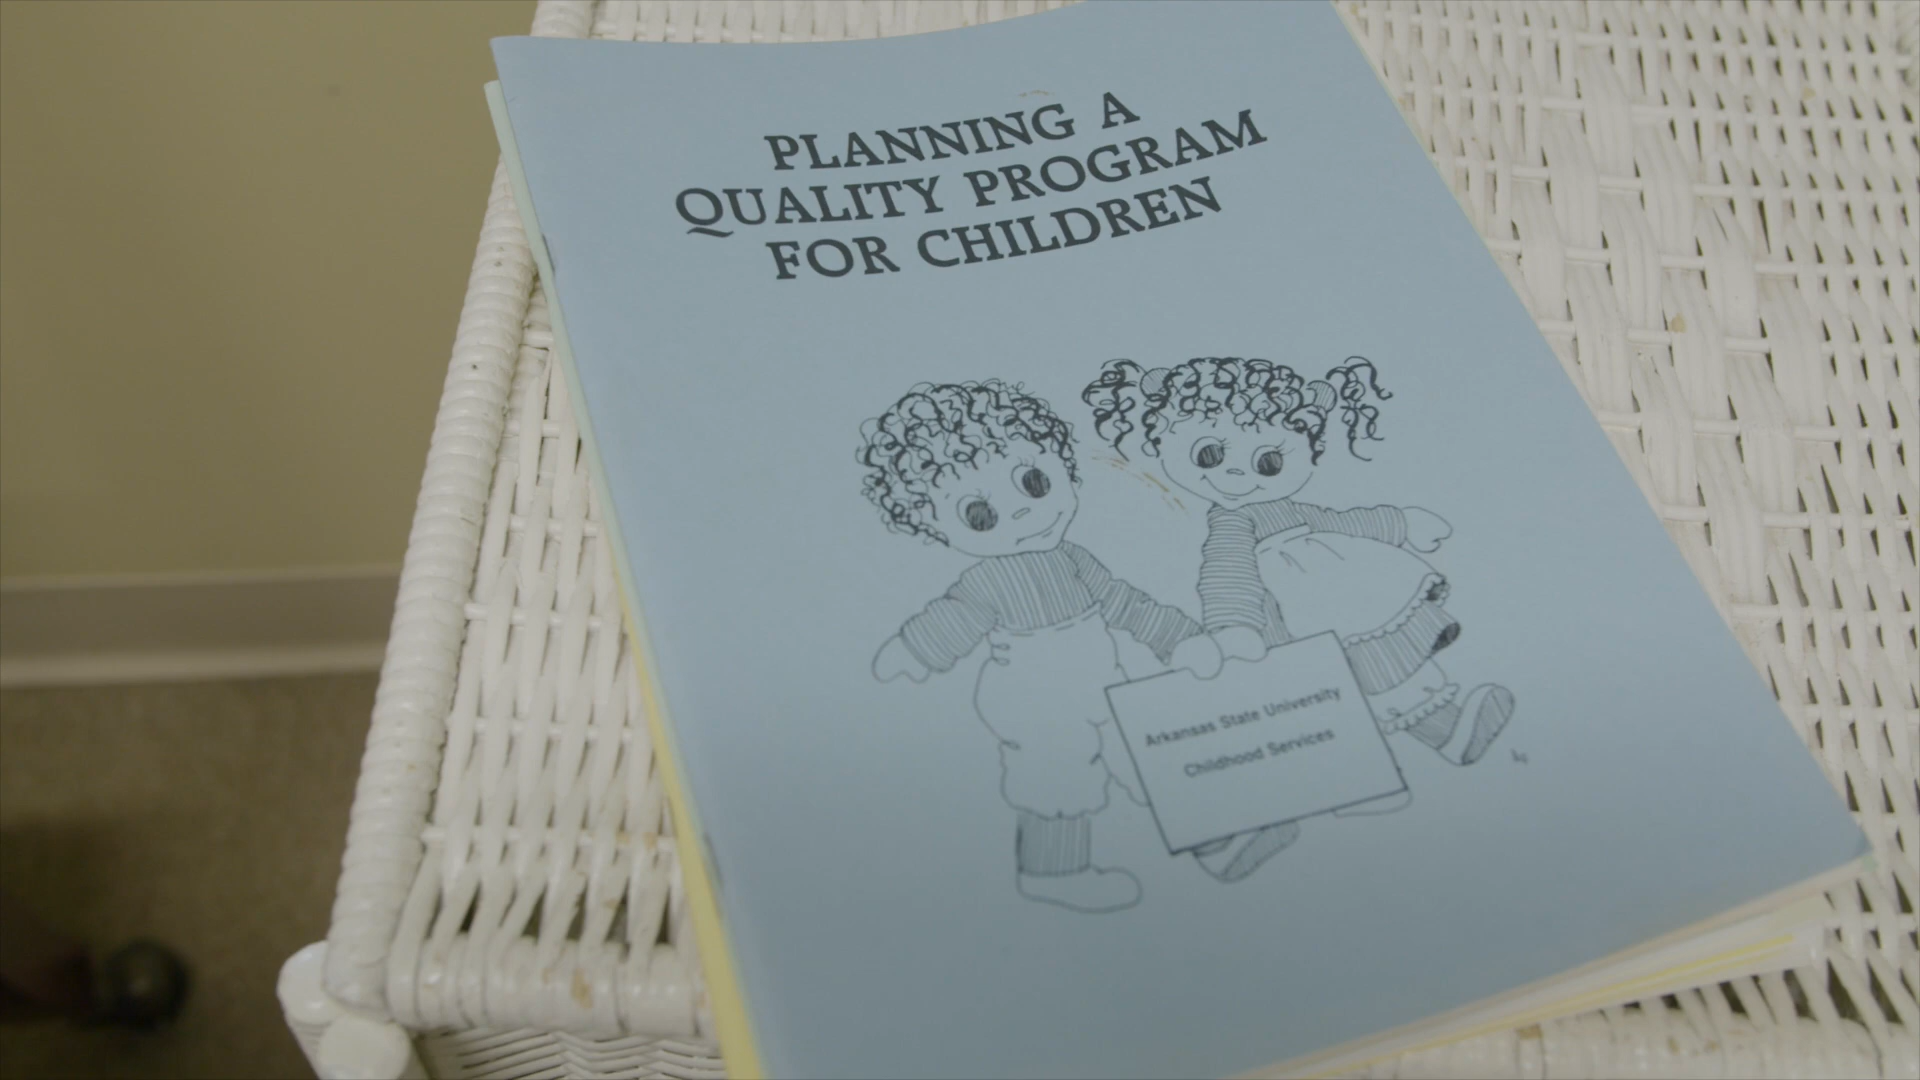 PLANNING A
QUALITY PROGRAM
FOR CHILDREN
Arkansas State University
Childhood Services